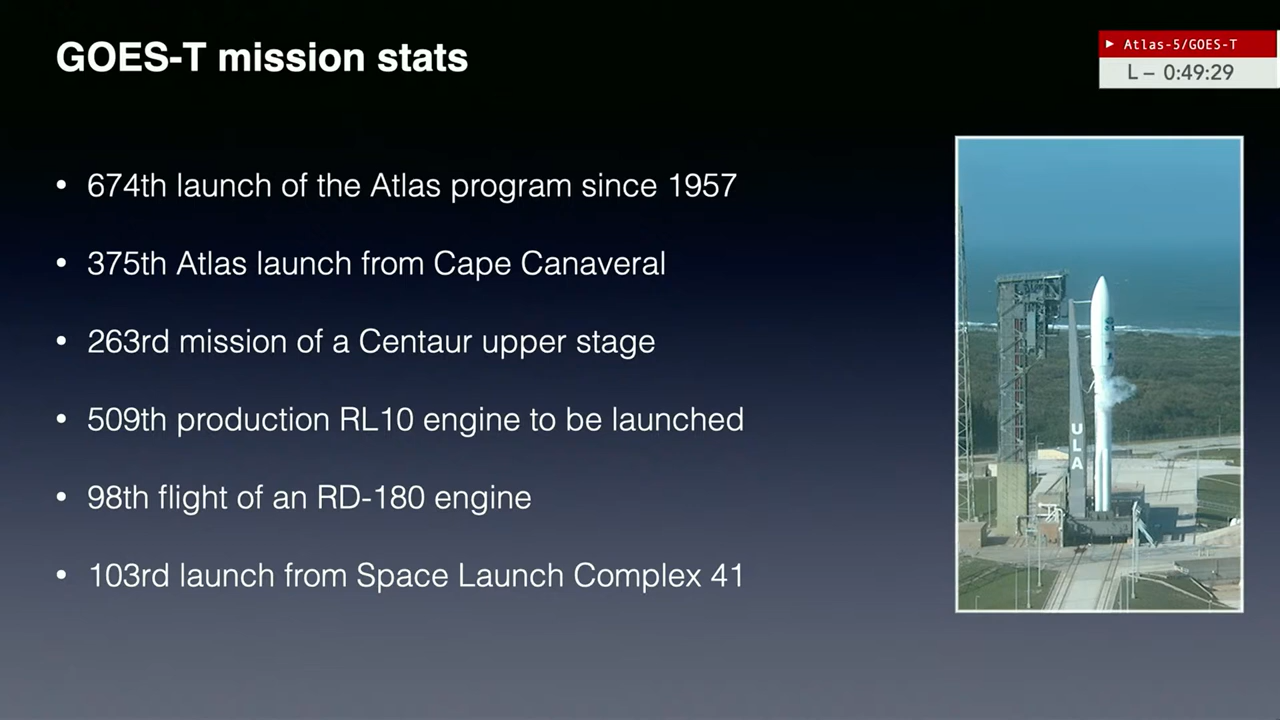 GOES-T mission stats
▶ Atlas-5/GOES-T
L – 0:49:29
• 674th launch of the Atlas program since 1957
• 375th Atlas launch from Cape Canaveral
• 263rd mission of a Centaur upper stage
• 509th production RL10 engine to be launched
• 98th flight of an RD-180 engine
• 103rd launch from Space Launch Complex 41
ULA